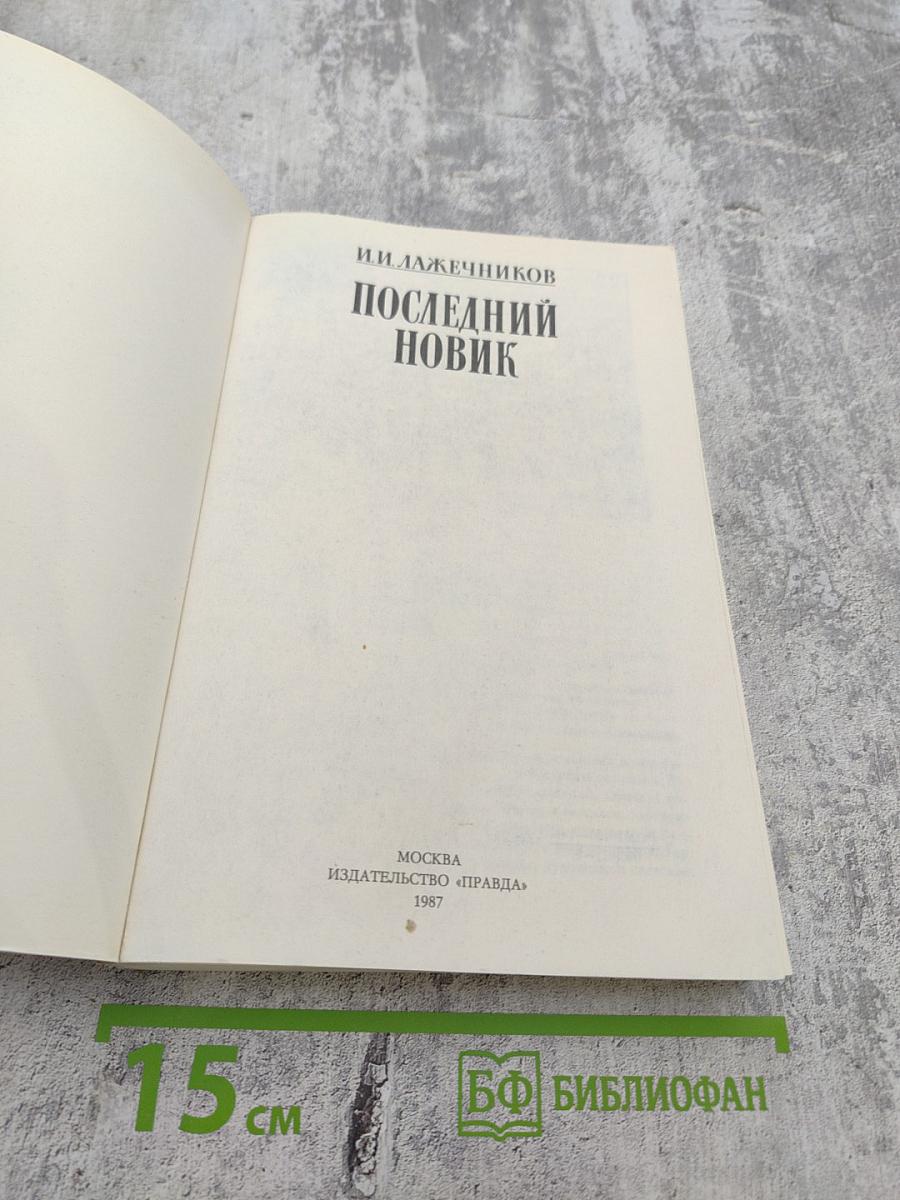 И.И.ЛАЖЕЧНИКОВ
ПОСЛЕДНИЙ
НОВИК
МОСКВА
ИЗДАТЕЛЬСТВО «ПРАВДА»
1987
15 см
БФ БИБЛИОФАН